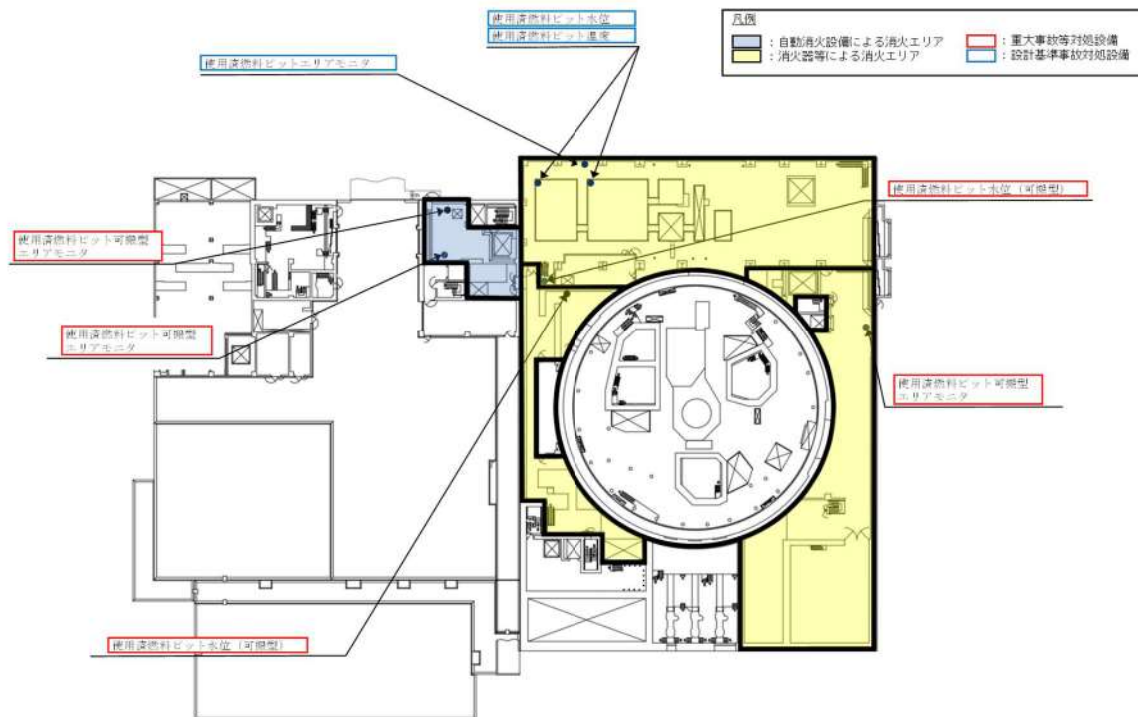 使用済燃料ピット水位
使用済燃料ピット温度
使用済燃料ピットエリアモニタ
凡例
：自動消火設備による消火エリア
：消火器等による消火エリア
：重大事故等対処設備
：設計基準事故対処設備
使用済燃料ピット水位（可搬型）
使用済燃料ピット可搬型
エリアモニタ
使用済燃料ピット可搬型
エリアモニタ
使用済燃料ピット可搬型
エリアモニタ
使用済燃料ピット水位（可搬型）